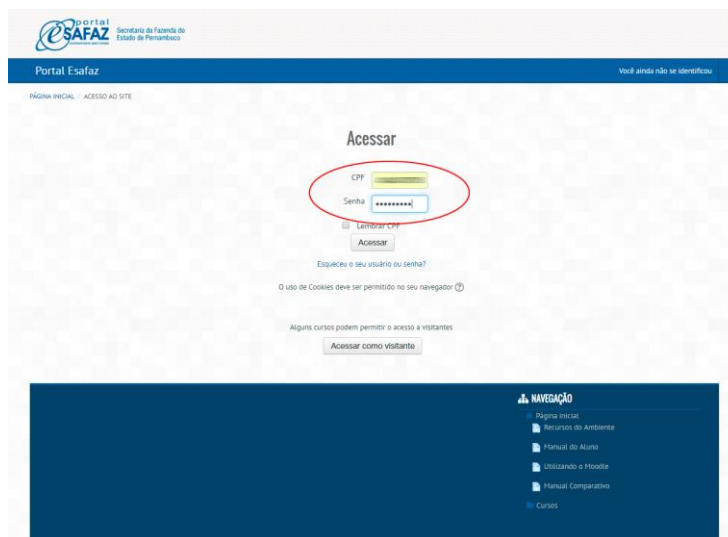 portal
eSAFAZ
Secretaria da Fazenda do
Estado de Pernambuco
Portal Esafaz
Você ainda não se identificou
PÁGINA INICIAL / ACESSO AO SITE
Acessar
CPF
Senha
Lembrar CPF
Acessar
Esqueceu o seu usuário ou senha?
O uso de Cookies deve ser permitido no seu navegador
Alguns cursos podem permitir o acesso a visitantes
Acessar como visitante
NAVEGAÇÃO
Página inicial
Recursos do Ambiente
Manual do Aluno
Utilizando o Moodle
Manual Comparativo
Cursos